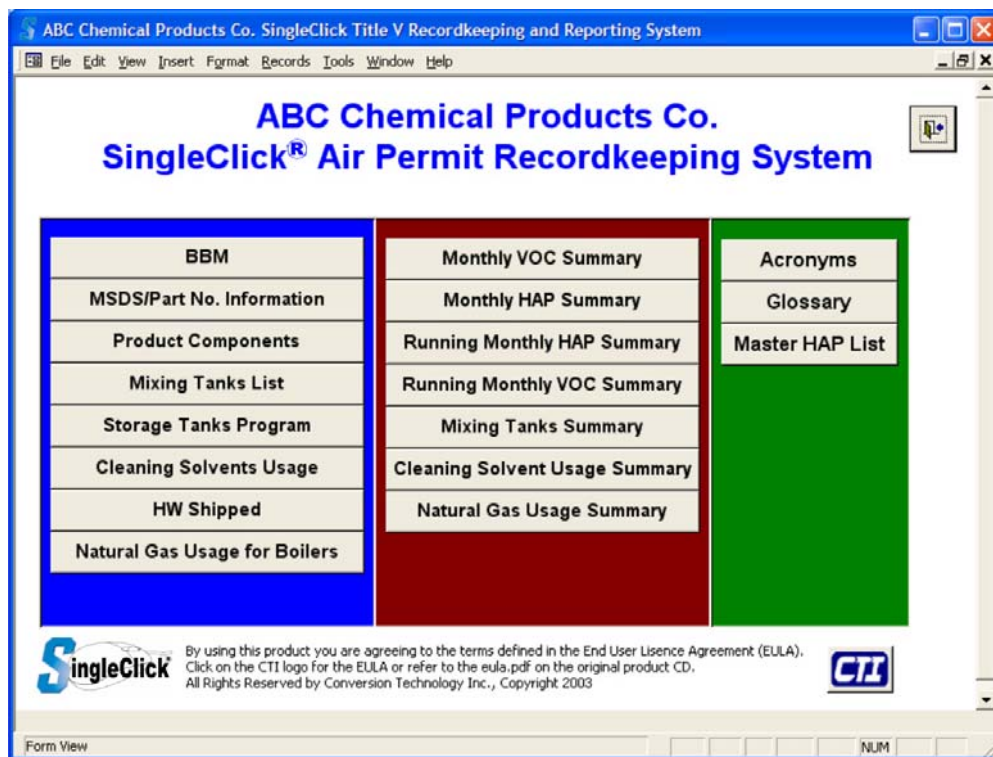 ABC Chemical Products Co. SingleClick Title V Recordkeeping and Reporting System
File Edit View Insert Format Records Tools Window Help
ABC Chemical Products Co.
SingleClick® Air Permit Recordkeeping System
BBM
MSDS/Part No. Information
Product Components
Mixing Tanks List
Storage Tanks Program
Cleaning Solvents Usage
HW Shipped
Natural Gas Usage for Boilers
Monthly VOC Summary
Monthly HAP Summary
Running Monthly HAP Summary
Running Monthly VOC Summary
Mixing Tanks Summary
Cleaning Solvent Usage Summary
Natural Gas Usage Summary
Acronyms
Glossary
Master HAP List
SingleClick
By using this product you are agreeing to the terms defined in the End User Lisence Agreement (EULA).
Click on the CTI logo for the EULA or refer to the eula.pdf on the original product CD.
All Rights Reserved by Conversion Technology Inc., Copyright 2003
CTI
Form View
NUM